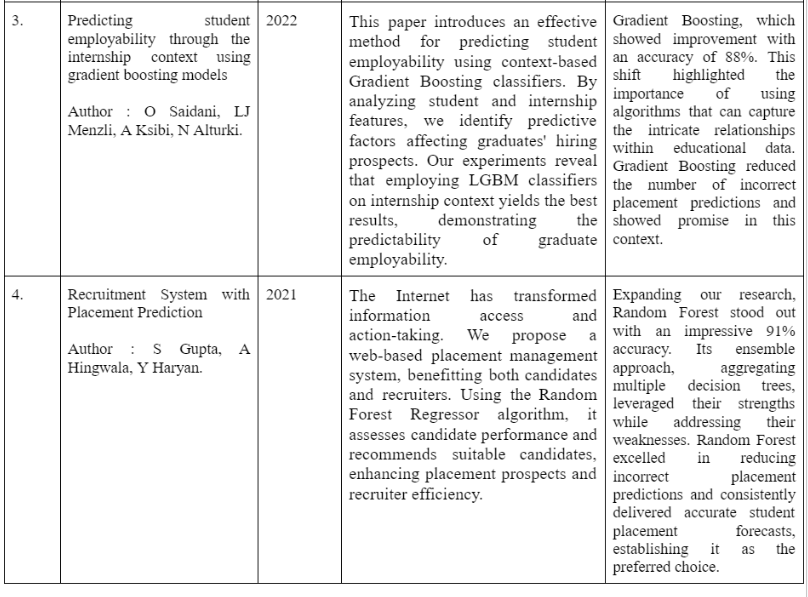 3.
Predicting student
employability through the
internship context using
gradient boosting models
Author : O Saidani, LJ
Menzli, A Ksibi, N Alturki.
2022
This paper introduces an effective
method for predicting student
employability using context-based
Gradient Boosting classifiers. By
analyzing student and internship
features, we identify predictive
factors affecting graduates' hiring
prospects. Our experiments reveal
that employing LGBM classifiers
on internship context yields the best
results, demonstrating the
predictability of graduate
employability.
Gradient Boosting, which
showed improvement with
an accuracy of 88%. This
shift highlighted the
importance of using
algorithms that can capture
the intricate relationships
within educational data.
Gradient Boosting reduced
the number of incorrect
placement predictions and
showed promise in this
context.
4.
Recruitment System with
Placement Prediction
Author : S Gupta, A
Hingwala, Y Haryan.
2021
The Internet has transformed
information access and
action-taking. We propose a
web-based placement management
system, benefitting both candidates
and recruiters. Using the Random
Forest Regressor algorithm, it
assesses candidate performance and
recommends suitable candidates,
enhancing placement prospects and
recruiter efficiency.
Expanding our research,
Random Forest stood out
with an impressive 91%
accuracy. Its ensemble
approach, aggregating
multiple decision trees,
leveraged their strengths
while addressing their
weaknesses. Random Forest
excelled in reducing
incorrect placement
predictions and consistently
delivered accurate student
placement forecasts,
establishing it as the
preferred choice.